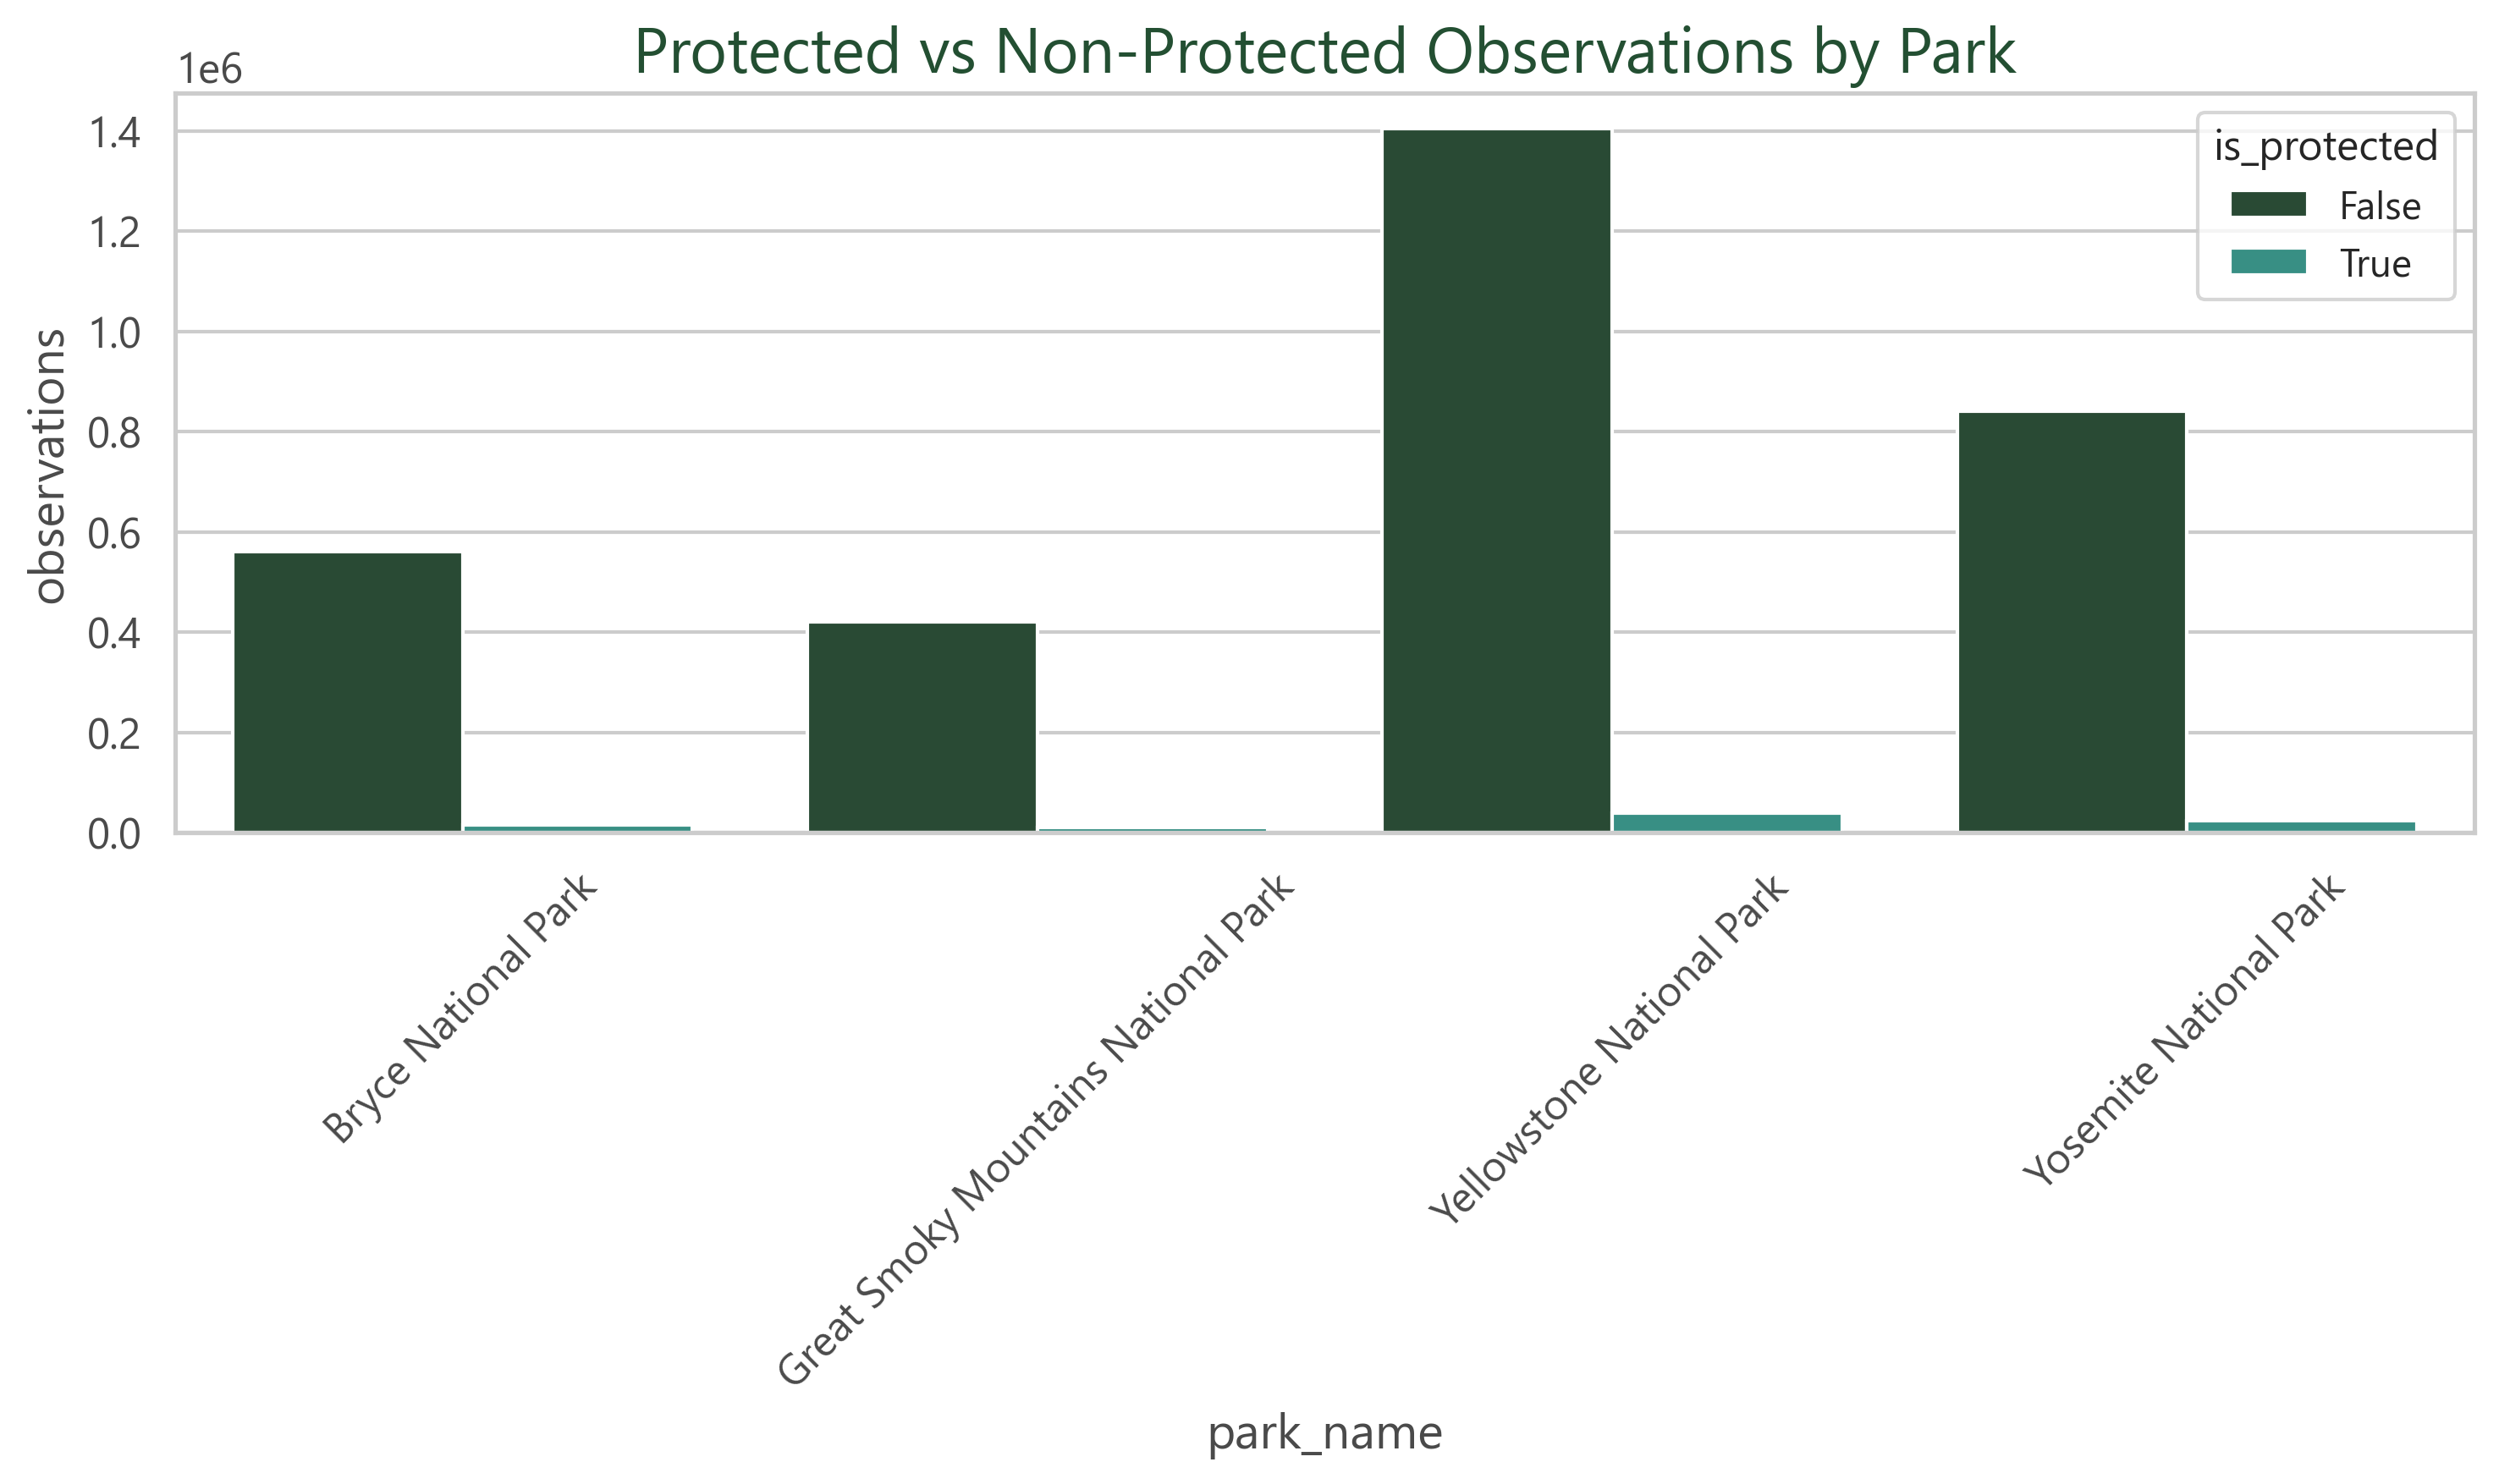 Protected vs Non-Protected Observations by Park
1e6
1.4
1.2
1.0
0.8
0.6
0.4
0.2
0.0
observations
is_protected
False
True
Bryce National Park
Great Smoky Mountains National Park
Yellowstone National Park
Yosemite National Park
park_name